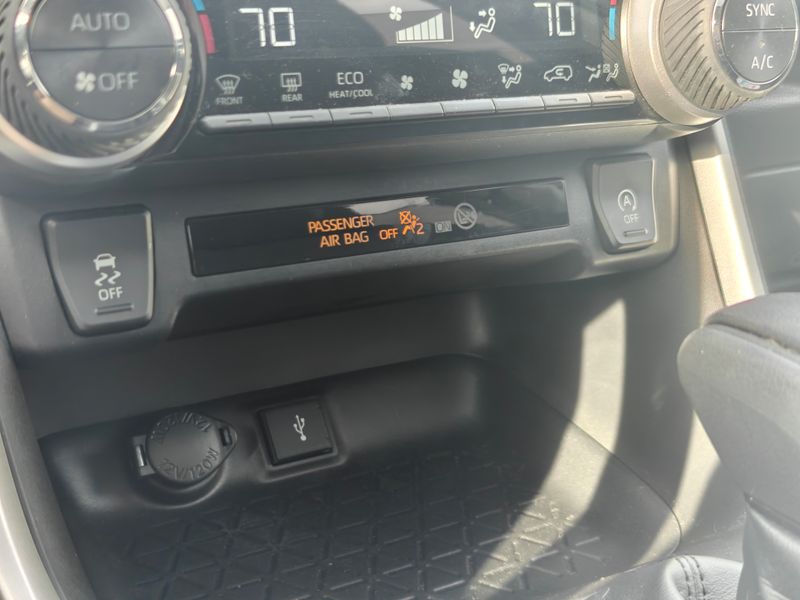 AUTO
OFF
70
70
SYNC
A/C
FRONT
REAR
ECO
HEAT/COOL
PASSENGER
AIR BAG OFF 2 ON
OFF
A
OFF
12V/120W